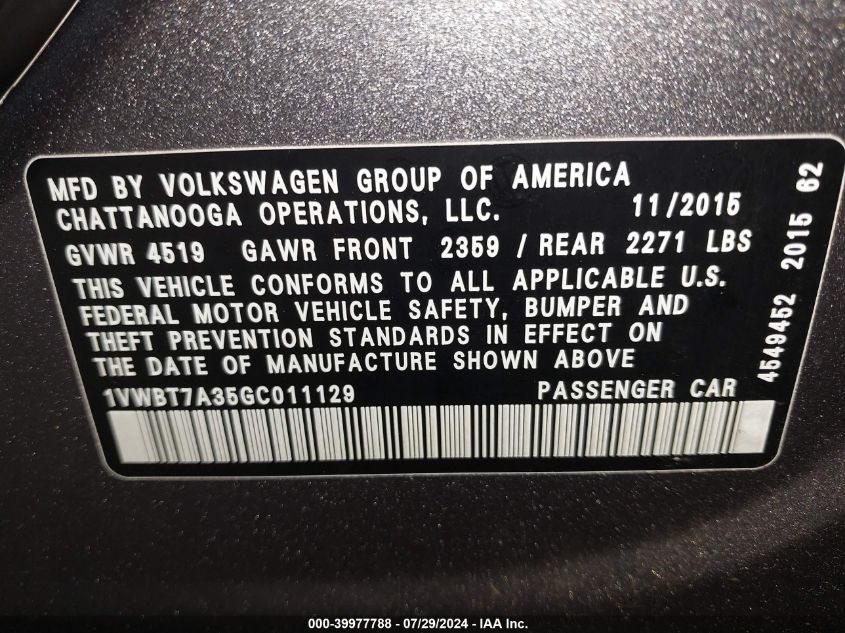 MFD BY VOLKSWAGEN GROUP OF AMERICA
CHATTANOOGA OPERATIONS, LLC. 11/2015
GVWR 4519 GAWR FRONT 2359 / REAR 2271 LBS
THIS VEHICLE CONFORMS TO ALL APPLICABLE U.S.
FEDERAL MOTOR VEHICLE SAFETY, BUMPER AND
THEFT PREVENTION STANDARDS IN EFFECT ON
THE DATE OF MANUFACTURE SHOWN ABOVE
1VWBT7A35GC011129 PASSENGER CAR
4549452 2015 62
000-39977788 - 07/29/2024 - IAA Inc.